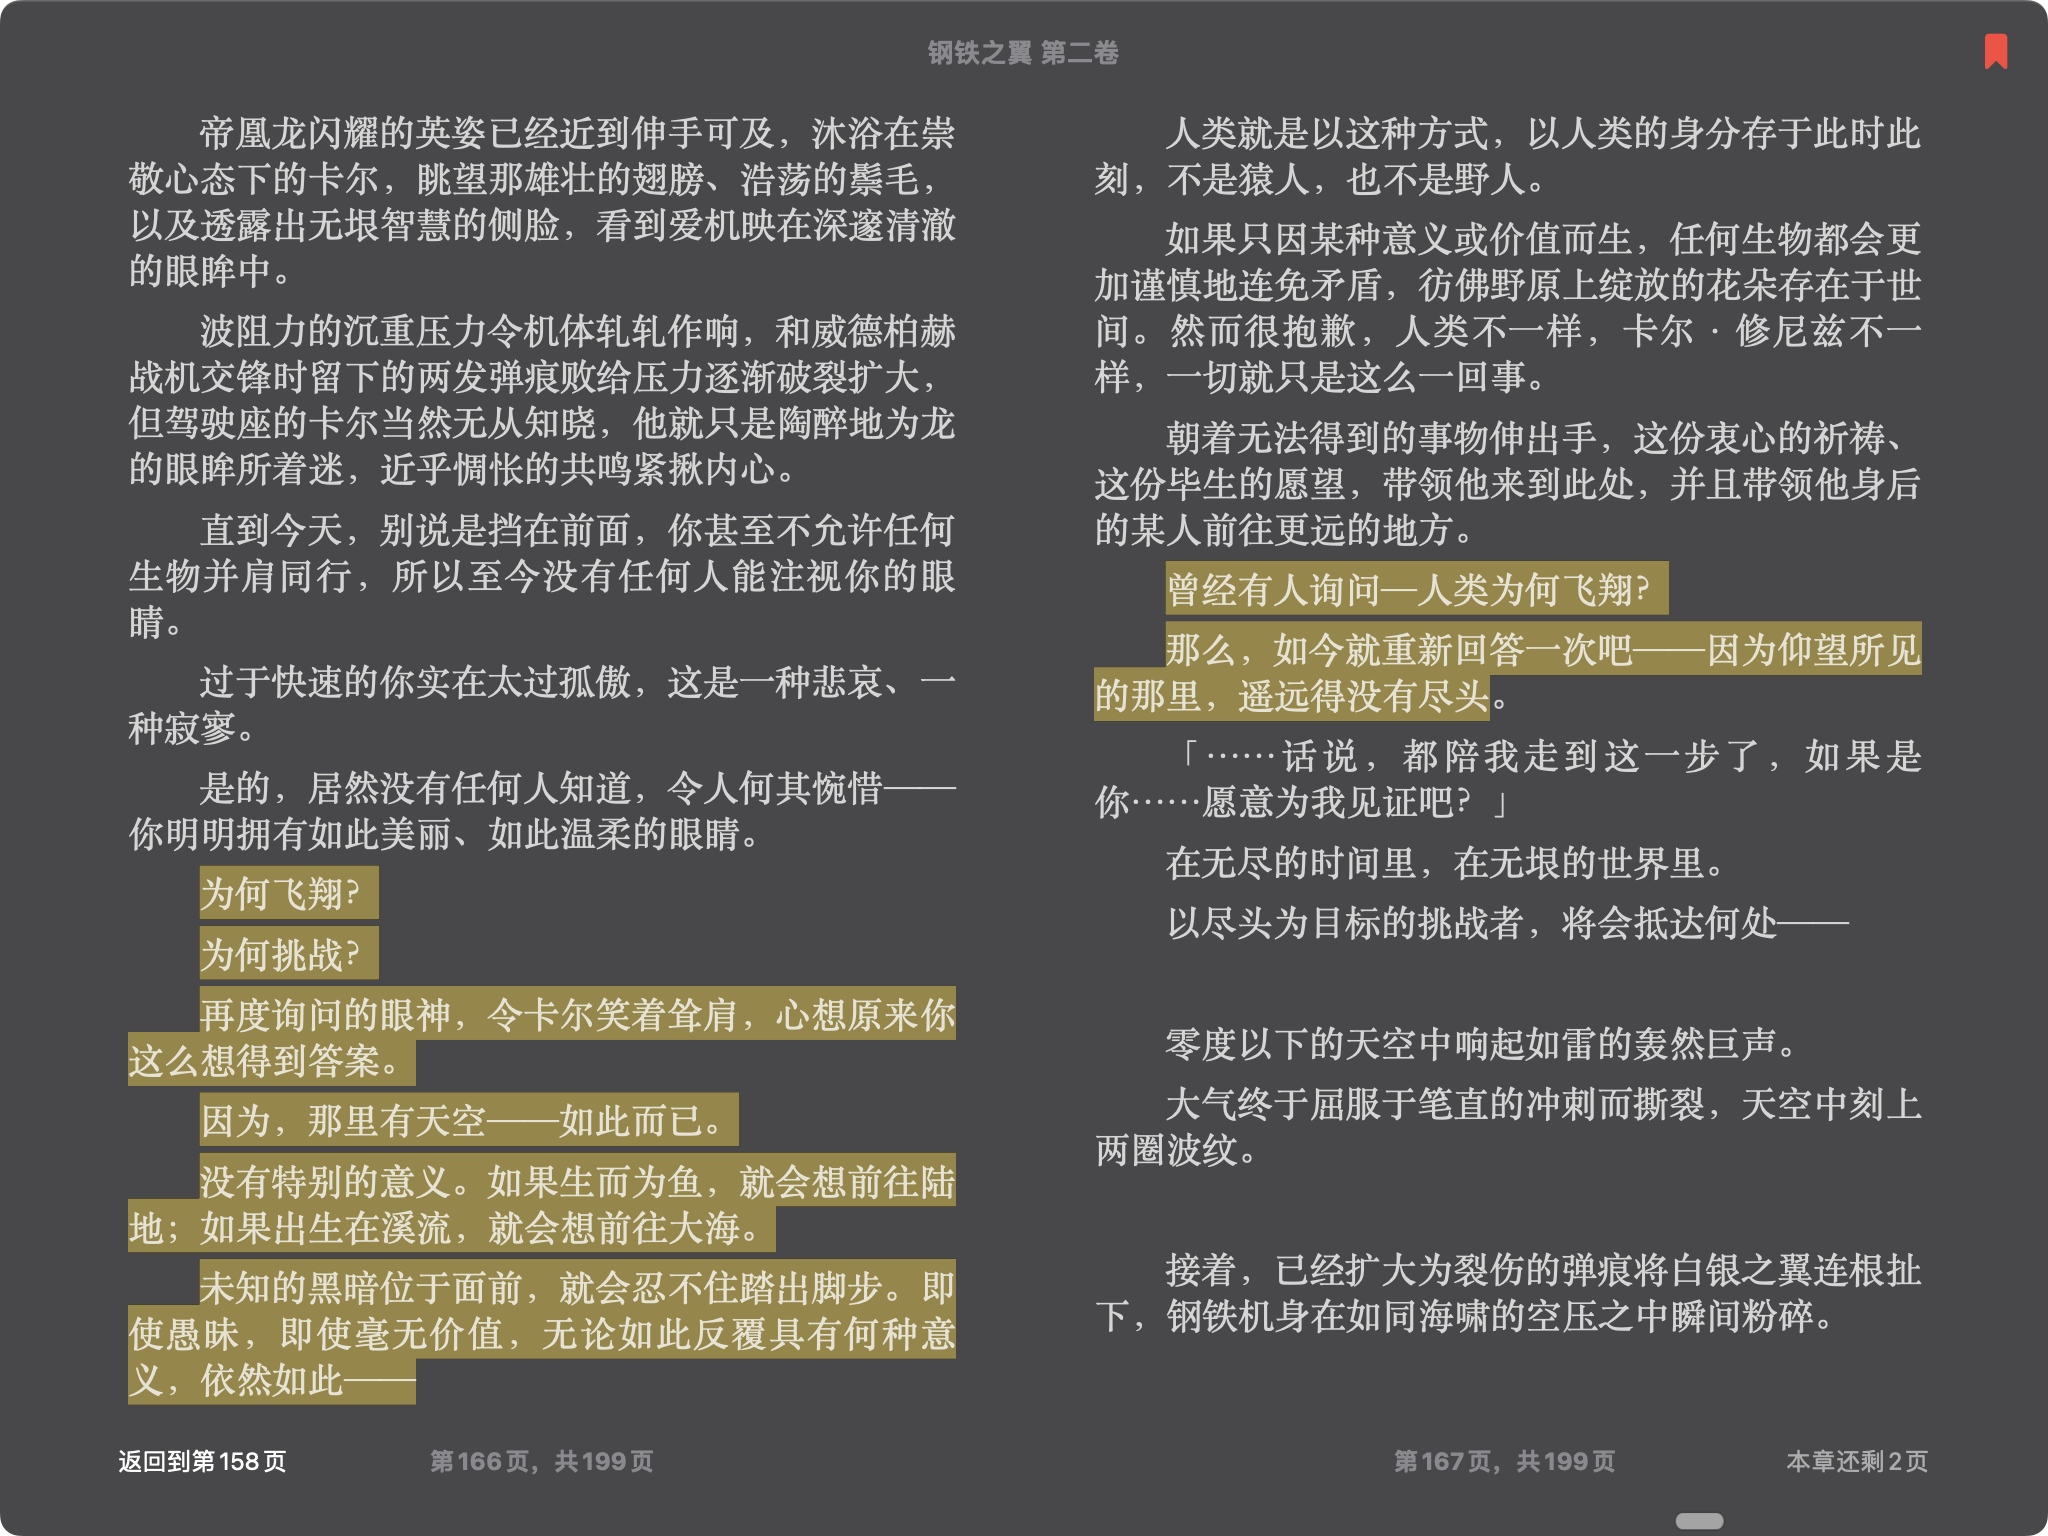 钢铁之翼 第二卷
帝凰龙闪耀的英姿已经近到伸手可及，沐浴在崇
敬心态下的卡尔，眺望那雄壮的翅膀、浩荡的鬃毛，
以及透露出无垠智慧的侧脸，看到爱机映在深邃清澈
的眼眸中。
波阻力的沉重压力令机体轧轧作响，和威德柏赫
战机交锋时留下的两发弹痕败给压力逐渐破裂扩大，
但驾驶座的卡尔当然无从知晓，他就只是陶醉地为龙
的眼眸所着迷，近乎惆怅的共鸣紧揪内心。
直到今天，别说是挡在前面，你甚至不允许任何
生物并肩同行，所以至今没有任何人能注视你的眼
睛。
过于快速的你实在太过孤傲，这是一种悲哀、一
种寂寥。
是的，居然没有任何人知道，令人何其惋惜——
你明明拥有如此美丽、如此温柔的眼睛。
为何飞翔？
为何挑战？
再度询问的眼神，令卡尔笑着耸肩，心想原来你
这么想得到答案。
因为，那里有天空——如此而已。
没有特别的意义。如果生而为鱼，就会想前往陆
地；如果出生在溪流，就会想前往大海。
未知的黑暗位于面前，就会忍不住踏出脚步。即
使愚昧，即使毫无价值，无论如此反覆具有何种意
义，依然如此——
返回到第158页
第166页，共199页
人类就是以这种方式，以人类的身分存于此时此
刻，不是猿人，也不是野人。
如果只因某种意义或价值而生，任何生物都会更
加谨慎地连免矛盾，彷佛野原上绽放的花朵存在于世
间。然而很抱歉，人类不一样，卡尔·修尼兹不一
样，一切就只是这么一回事。
朝着无法得到的事物伸出手，这份衷心的祈祷、
这份毕生的愿望，带领他来到此处，并且带领他身后
的某人前往更远的地方。
曾经有人询问—人类为何飞翔？
那么，如今就重新回答一次吧——因为仰望所见
的那里，遥远得没有尽头。
「……话说，都陪我走到这一步了，如果是
你……愿意为我见证吧？」
在无尽的时间里，在无垠的世界里。
以尽头为目标的挑战者，将会抵达何处——
零度以下的天空中响起如雷的轰然巨声。
大气终于屈服于笔直的冲刺而撕裂，天空中刻上
两圈波纹。
接着，已经扩大为裂伤的弹痕将白银之翼连根扯
下，钢铁机身在如同海啸的空压之中瞬间粉碎。
第167页，共199页
本章还剩2页